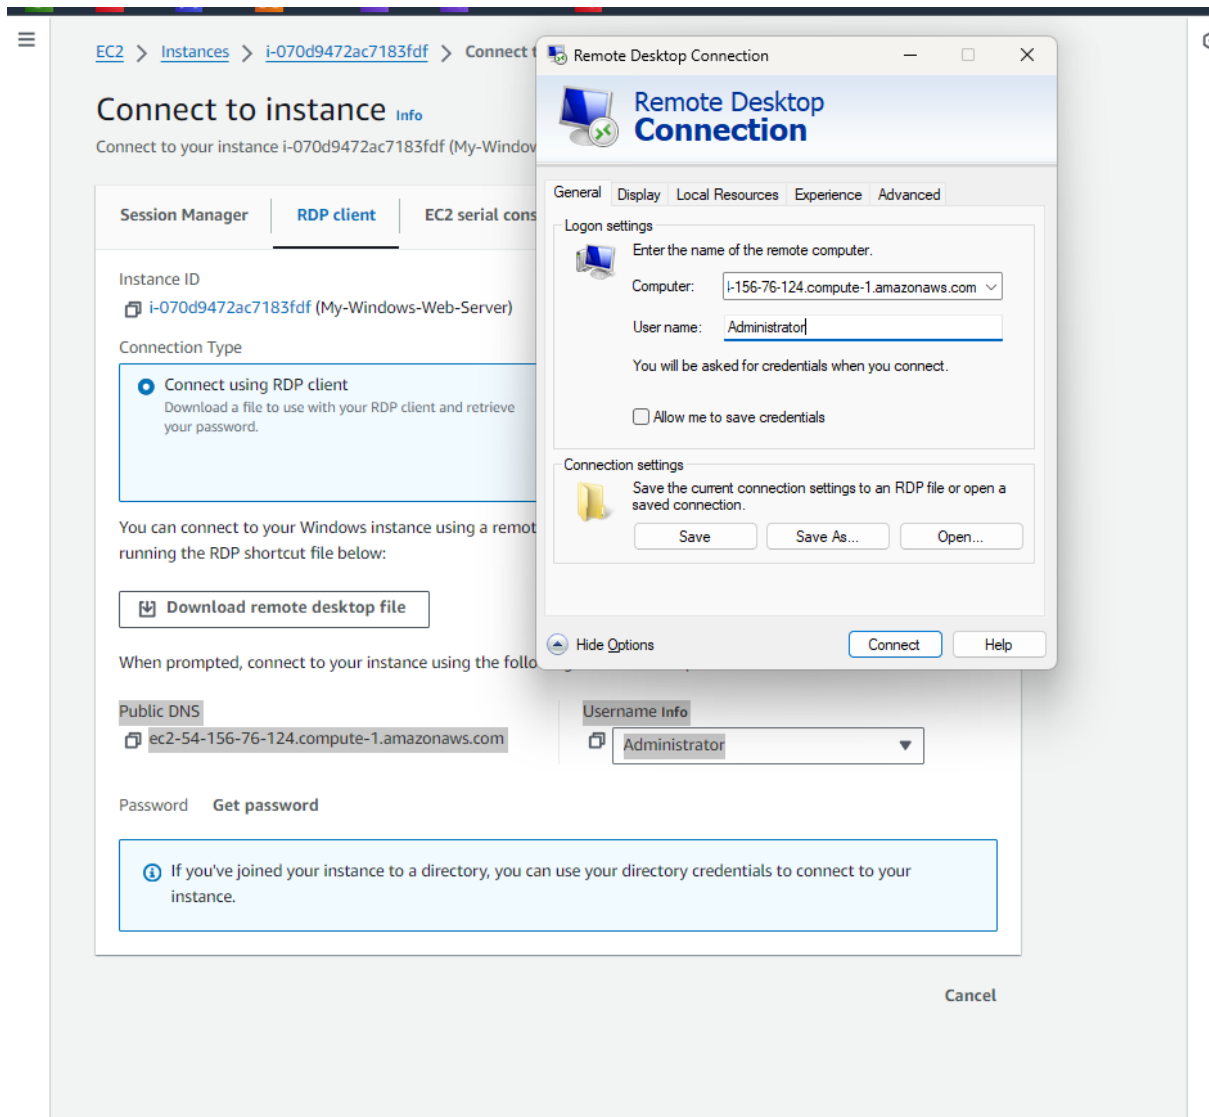 EC2 > Instances > i-070d9472ac7183fdf > Connect t
Connect to instance Info
Connect to your instance i-070d9472ac7183fdf (My-Window
Session Manager
RDP client
EC2 serial cons
Instance ID
i-070d9472ac7183fdf (My-Windows-Web-Server)
Connection Type
Connect using RDP client
Download a file to use with your RDP client and retrieve
your password.
You can connect to your Windows instance using a remot
running the RDP shortcut file below:
Download remote desktop file
When prompted, connect to your instance using the follo
Public DNS
ec2-54-156-76-124.compute-1.amazonaws.com
Username Info
Administrator
Password Get password
If you've joined your instance to a directory, you can use your directory credentials to connect to your
instance.
Cancel
Remote Desktop Connection
Remote Desktop
Connection
General
Display
Local Resources
Experience
Advanced
Logon settings
Enter the name of the remote computer.
Computer: -156-76-124.compute-1.amazonaws.com
User name: Administrator
You will be asked for credentials when you connect.
Allow me to save credentials
Connection settings
Save the current connection settings to an RDP file or open a
saved connection.
Save
Save As...
Open...
Hide Options
Connect
Help